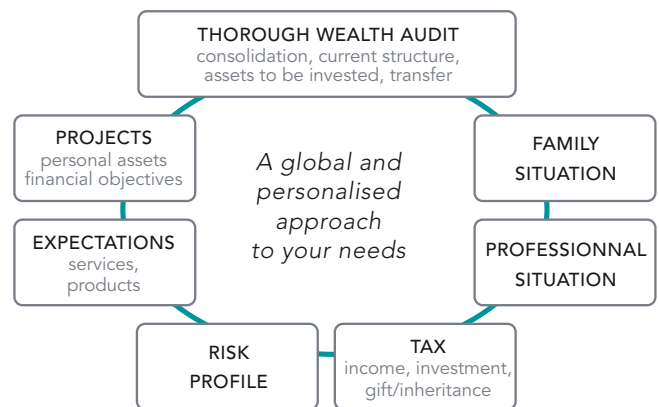 THOROUGH WEALTH AUDIT
consolidation, current structure,
assets to be invested, transfer
PROJECTS
personal assets
financial objectives
A global and
personalised
approach
to your needs
FAMILY
SITUATION
EXPECTATIONS
services,
products
PROFESSIONNAL
SITUATION
RISK
PROFILE
TAX
income, investment,
gift/inheritance